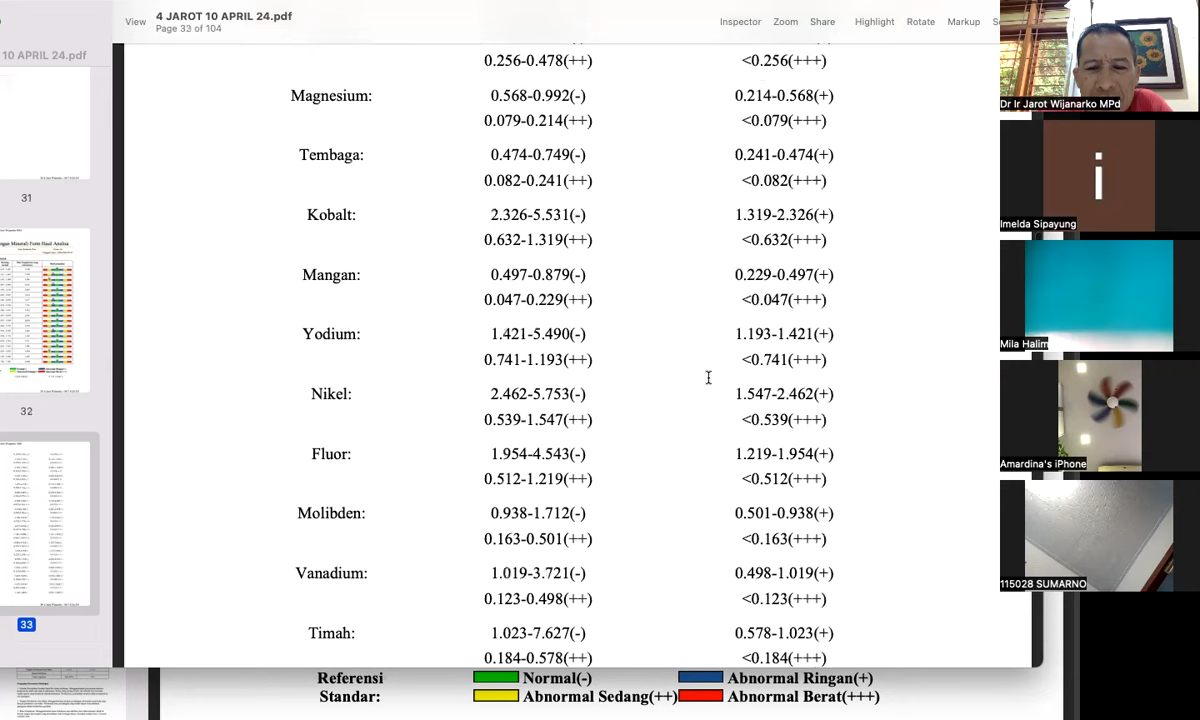 View
4 JAROT 10 APRIL 24.pdf
Page 33 of 104
Inspector Zoom Share Highlight Rotate Markup
10 APRIL 24.pdf
0.256-0.478(++) <0.256(+++)
Magnesium: 0.568-0.992(-) 0.214-0.568(+)
0.079-0.214(++) <0.079(+++)
Tembaga: 0.474-0.749(-) 0.241-0.474(+)
0.082-0.241(++) <0.082(+++)
Kobalt: 2.326-5.531(-) 1.319-2.326(+)
0.632-1.319(++) <0.632(+++)
Mangan: 0.497-0.879(-) 0.229-0.497(+)
0.047-0.229(++) <0.047(+++)
Yodium: 1.421-5.490(-) 1.193-1.421(+)
0.741-1.193(++) <0.741(+++)
Nikel: 2.462-5.753(-) 1.547-2.462(+)
0.539-1.547(++) <0.539(+++)
Fluor: 1.954-4.543(-) 1.219-1.954(+)
0.512-1.219(++) <0.512(+++)
Molibden: 0.938-1.712(-) 0.501-0.938(+)
0.163-0.501(++) <0.163(+++)
Vanadium: 1.019-3.721(-) 0.498-1.019(+)
0.123-0.498(++) <0.123(+++)
Timah: 1.023-7.627(-) 0.578-1.023(+)
0.184-0.578(++) <0.184(+++)
Referensi Normal(-) Abnormal Ringan(+)
Standar: Abnormal Sedang(++) Abnormal Berat(+++)
31
Form Hasil Analisa
32
33
Dr Ir Jarot Wijanarko MPd
i
Imelda Sipayung
Mila Halim
Amardina's iPhone
115028 SUMARNO